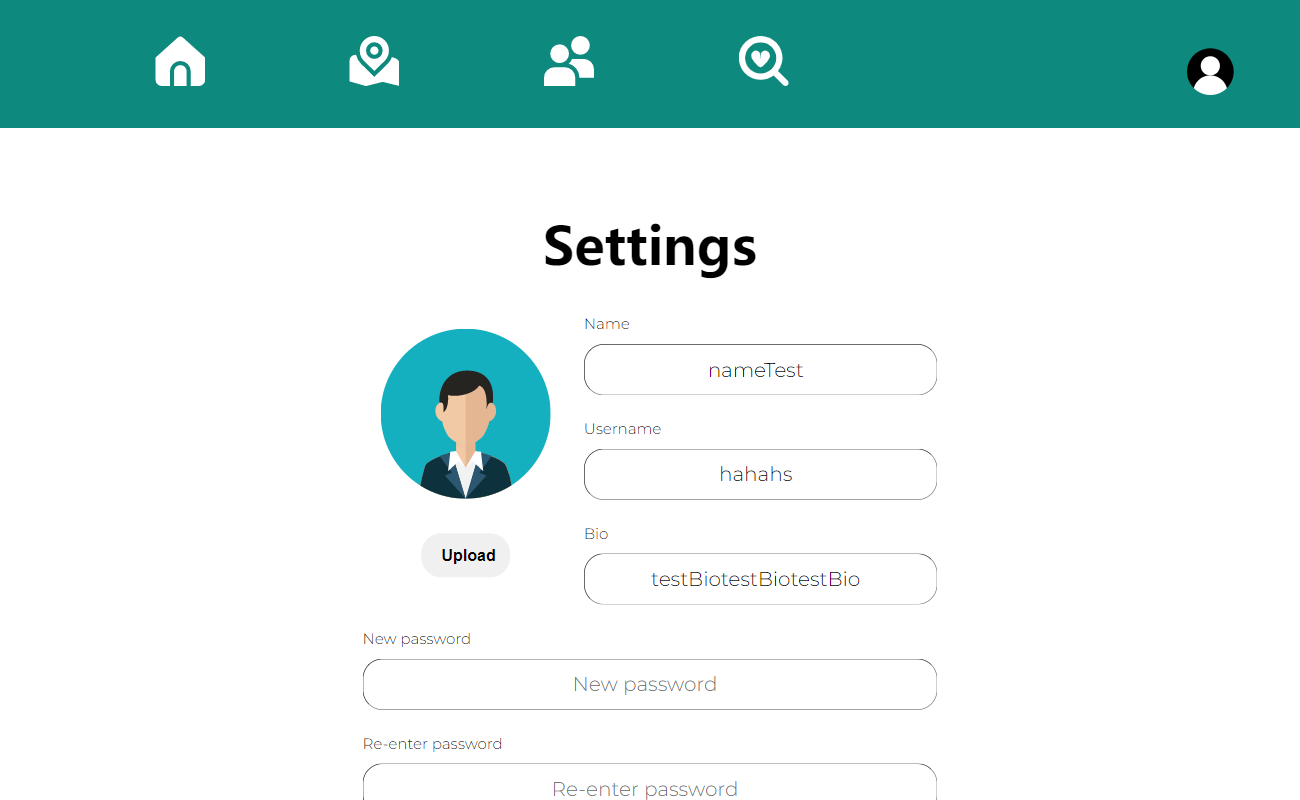 Settings
Name
nameTest
Username
hahahs
Upload
Bio
testBiotestBiotestBio
New password
New password
Re-enter password
Re-enter password